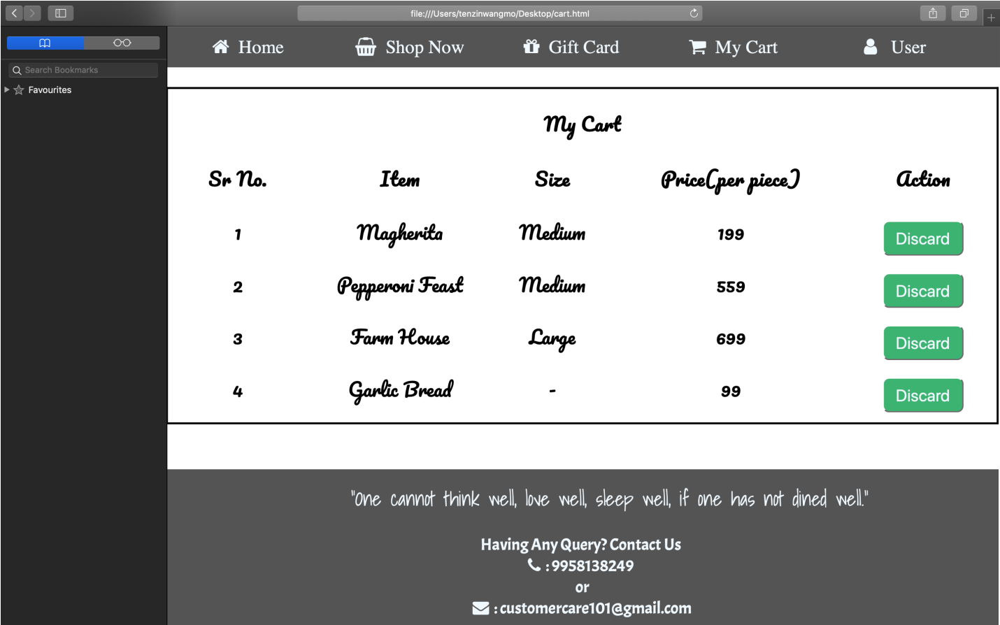 file:///Users/tenzinwangmo/Desktop/cart.html
Search Bookmarks
Favourites
Home Shop Now Gift Card My Cart User
My Cart
Sr No. Item Size Price(per piece) Action
1 Magherita Medium 199 Discard
2 Pepperoni Feast Medium 559 Discard
3 Farm House Large 699 Discard
4 Garlic Bread - 99 Discard
"One cannot think well, love well, sleep well, if one has not dined well."
Having Any Query? Contact Us
: 9958138249
or
: customercare101@gmail.com